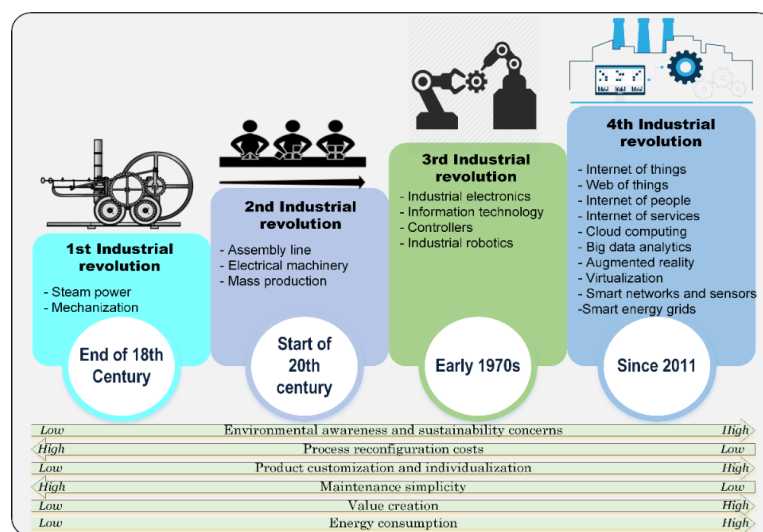 1st Industrial
revolution
- Steam power
- Mechanization
End of 18th
Century
2nd Industrial
revolution
- Assembly line
- Electrical machinery
- Mass production
Start of
20th
century
3rd Industrial
revolution
- Industrial electronics
- Information technology
- Controllers
- Industrial robotics
Early 1970s
4th Industrial
revolution
- Internet of things
- Web of things
- Internet of people
- Internet of services
- Cloud computing
- Big data analytics
- Augmented reality
- Virtualization
- Smart networks and sensors
-Smart energy grids
Since 2011
Low Environmental awareness and sustainability concerns High
High Process reconfiguration costs Low
Low Product customization and individualization High
High Maintenance simplicity Low
Low Value creation High
Low Energy consumption High